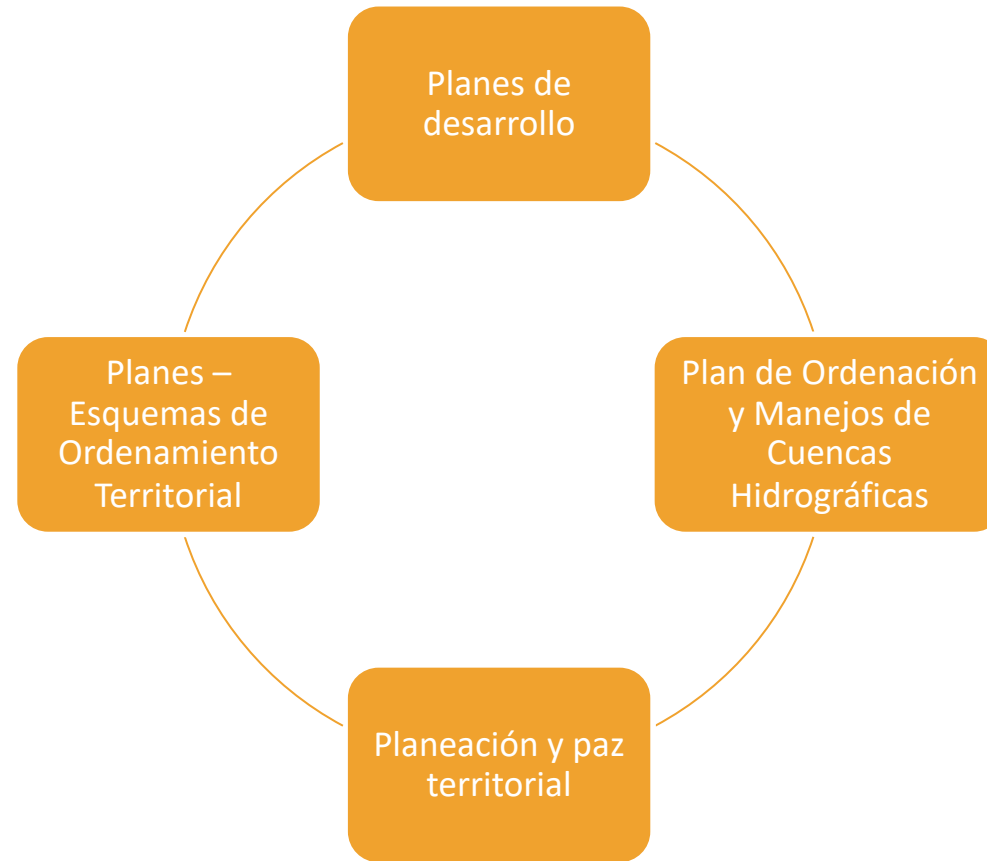 Planes de
desarrollo
Planes –
Esquemas de
Ordenamiento
Territorial
Plan de Ordenación
y Manejos de
Cuencas
Hidrográficas
Planeación y paz
territorial